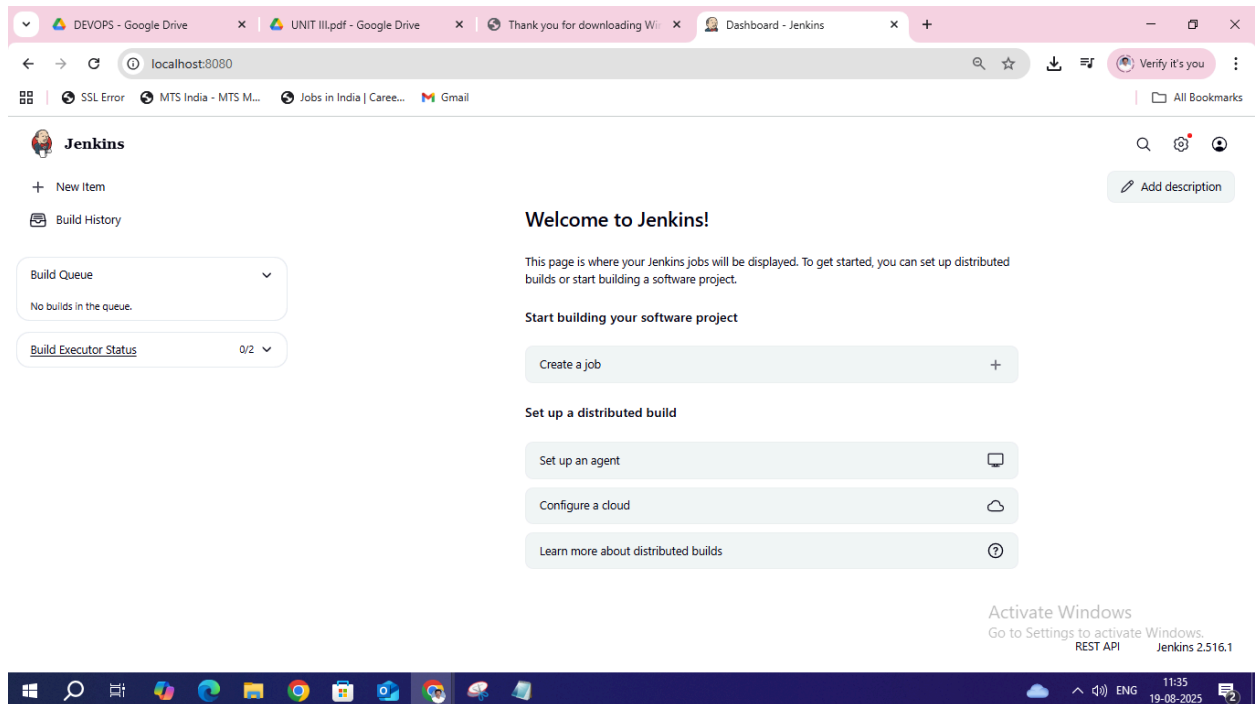 DEVOPS - Google Drive
UNIT III.pdf - Google Drive
Thank you for downloading Wi
Dashboard - Jenkins
localhost:8080
Verify it's you
SSL Error
MTS India - MTS M...
Jobs in India | Caree...
Gmail
All Bookmarks
Jenkins
New Item
Add description
Build History
Build Queue
No builds in the queue.
Build Executor Status
0/2
Welcome to Jenkins!
This page is where your Jenkins jobs will be displayed. To get started, you can set up distributed
builds or start building a software project.
Start building your software project
Create a job
Set up a distributed build
Set up an agent
Configure a cloud
Learn more about distributed builds
Activate Windows
Go to Settings to activate Windows.
REST API
Jenkins 2.516.1
ENG
11:35
19-08-2025
2